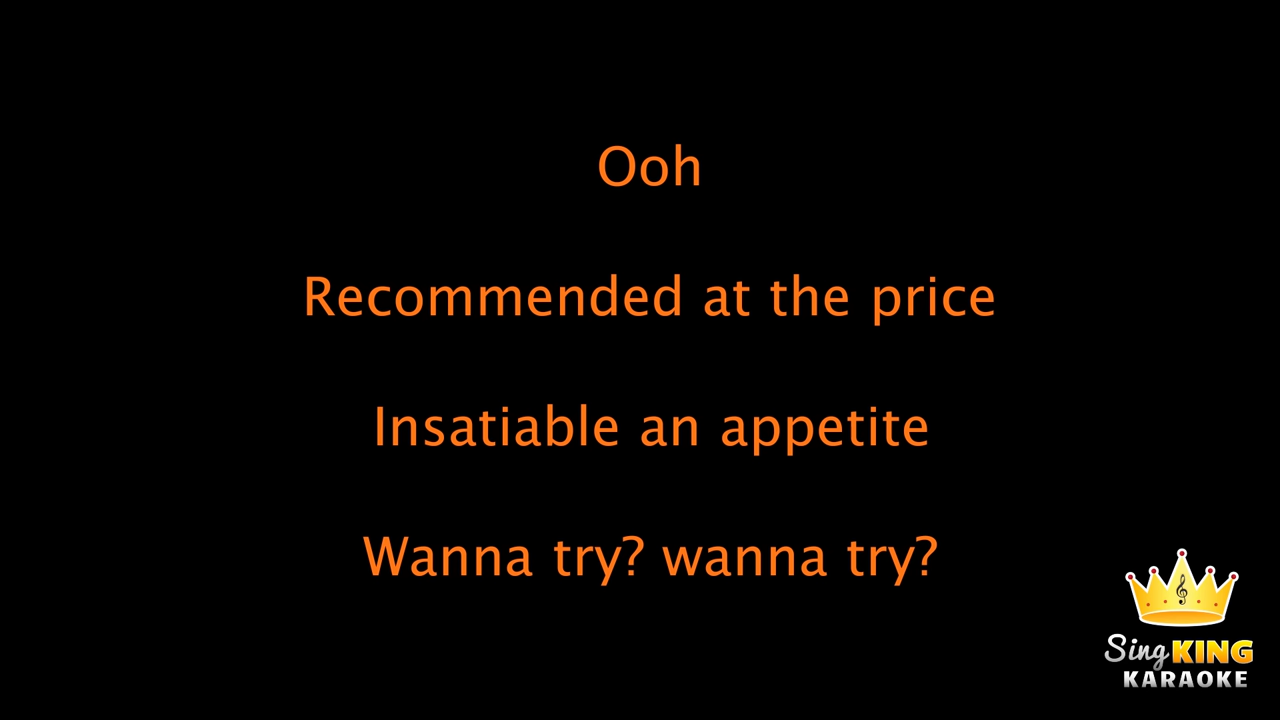 Ooh
Recommended at the price
Insatiable an appetite
Wanna try? wanna try?
Sing KING
KARAOKE